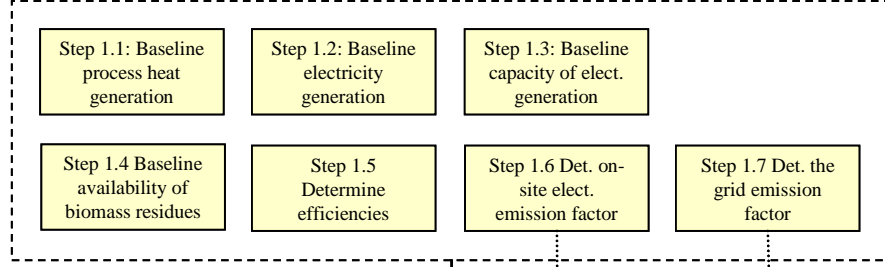 Step 1.1: Baseline
process heat
generation
Step 1.2: Baseline
electricity
generation
Step 1.3: Baseline
capacity of elect.
generation
Step 1.4 Baseline
availability of
biomass residues
Step 1.5
Determine
efficiencies
Step 1.6 Det. on-
site elect.
emission factor
Step 1.7 Det. the
grid emission
factor